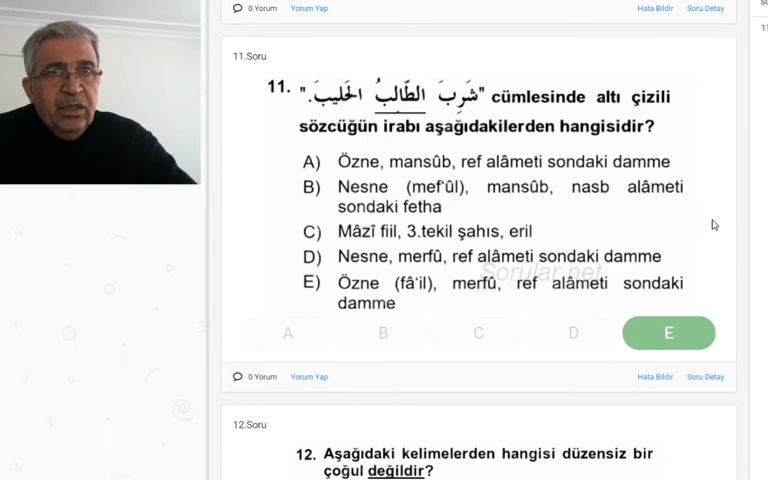 0 Yorum Yorum Yap Hata Bildir Soru Detay
11.Soru
11. "شَرِبَ الطَّالِبُ الحَليبَ." cümlesinde altı çizili
sözcüğün irabı aşağıdakilerden hangisidir?
A) Özne, mansûb, ref alâmeti sondaki damme
B) Nesne (mef‘ûl), mansûb, nasb alâmeti
sondaki fetha
C) Mâzî fiil, 3.tekil şahıs, eril
D) Nesne, merfû, ref alâmeti sondaki damme
E) Özne (fâ‘il), merfû, ref alâmeti sondaki
damme
Sorular.net
A B C D E
0 Yorum Yorum Yap Hata Bildir Soru Detay
12.Soru
12. Aşağıdaki kelimelerden hangisi düzensiz bir
çoğul değildir?